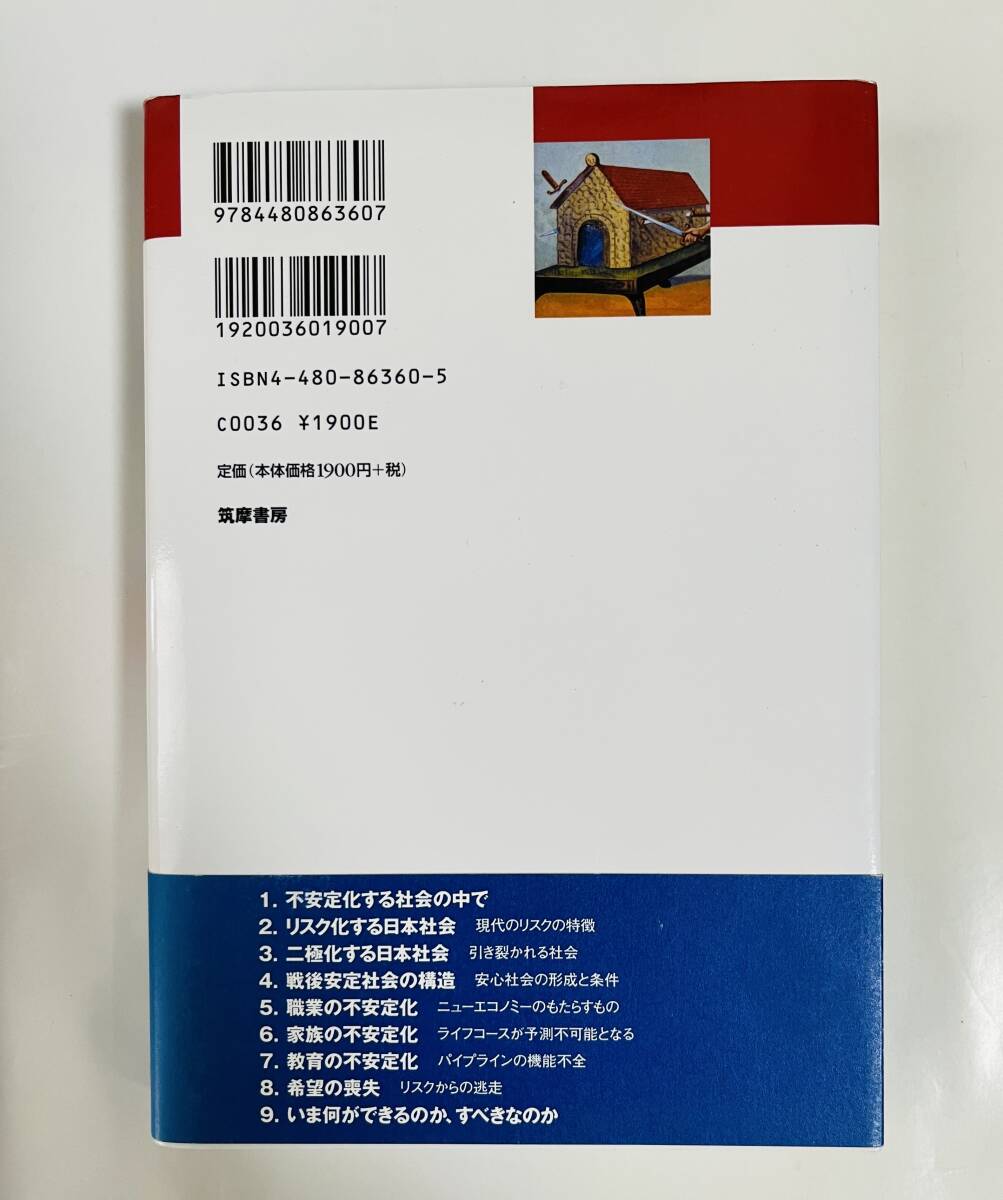 9784480863607
1920036019007
ISBN4-480-86360-5
C0036 ¥1900E
定価(本体価格1900円+税)
筑摩書房
1. 不安定化する社会の中で
2. リスク化する日本社会 現代のリスクの特徴
3. 二極化する日本社会 引き裂かれる社会
4. 戦後安定社会の構造 安心社会の形成と条件
5. 職業の不安定化 ニューエコノミーのもたらすもの
6. 家族の不安定化 ライフコースが予測不可能となる
7. 教育の不安定化 パイプラインの機能不全
8. 希望の喪失 リスクからの逃走
9. いま何ができるのか、すべきなのか